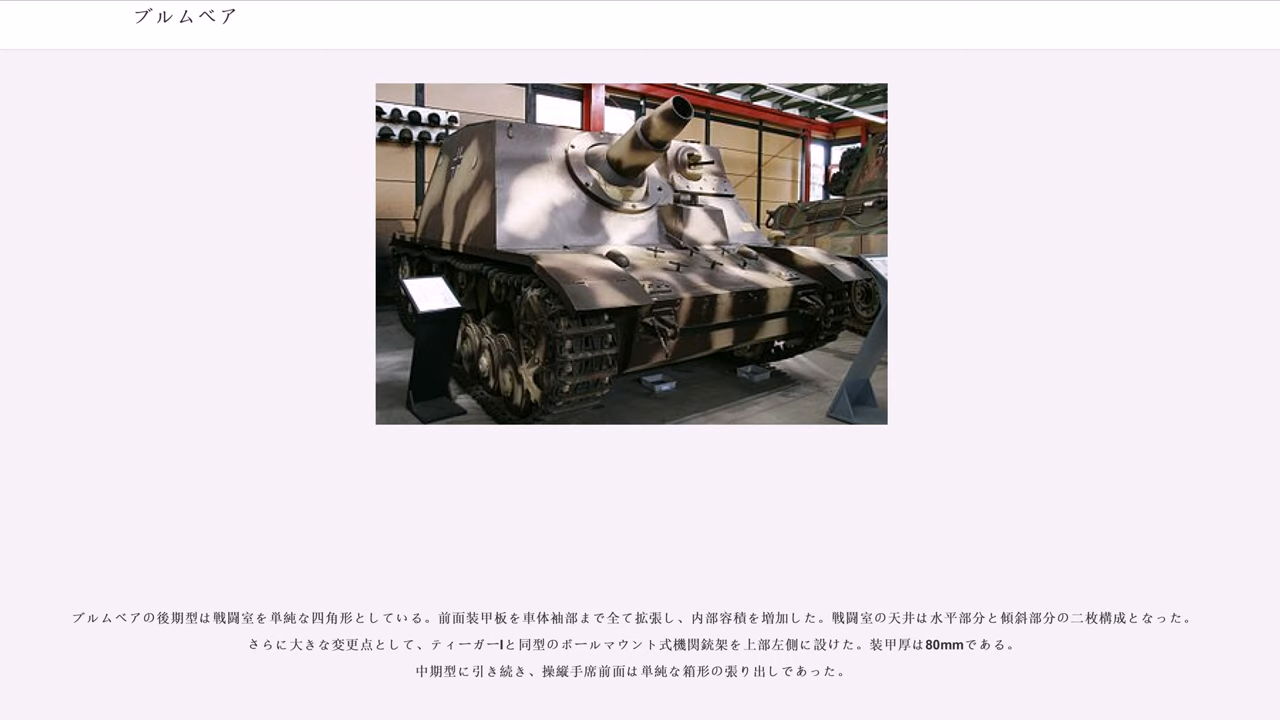 ブルムベア
ブルムベアの後期型は戦闘室を単純な四角形としている。前面装甲板を車体袖部まで全て拡張し、内部容積を増加した。戦闘室の天井は水平部分と傾斜部分の二枚構成となった。
さらに大きな変更点として、ティーガーIと同型のボールマウント式機関銃架を上部左側に設けた。装甲厚は80mmである。
中期型に引き続き、操縦手席前面は単純な箱形の張り出しであった。